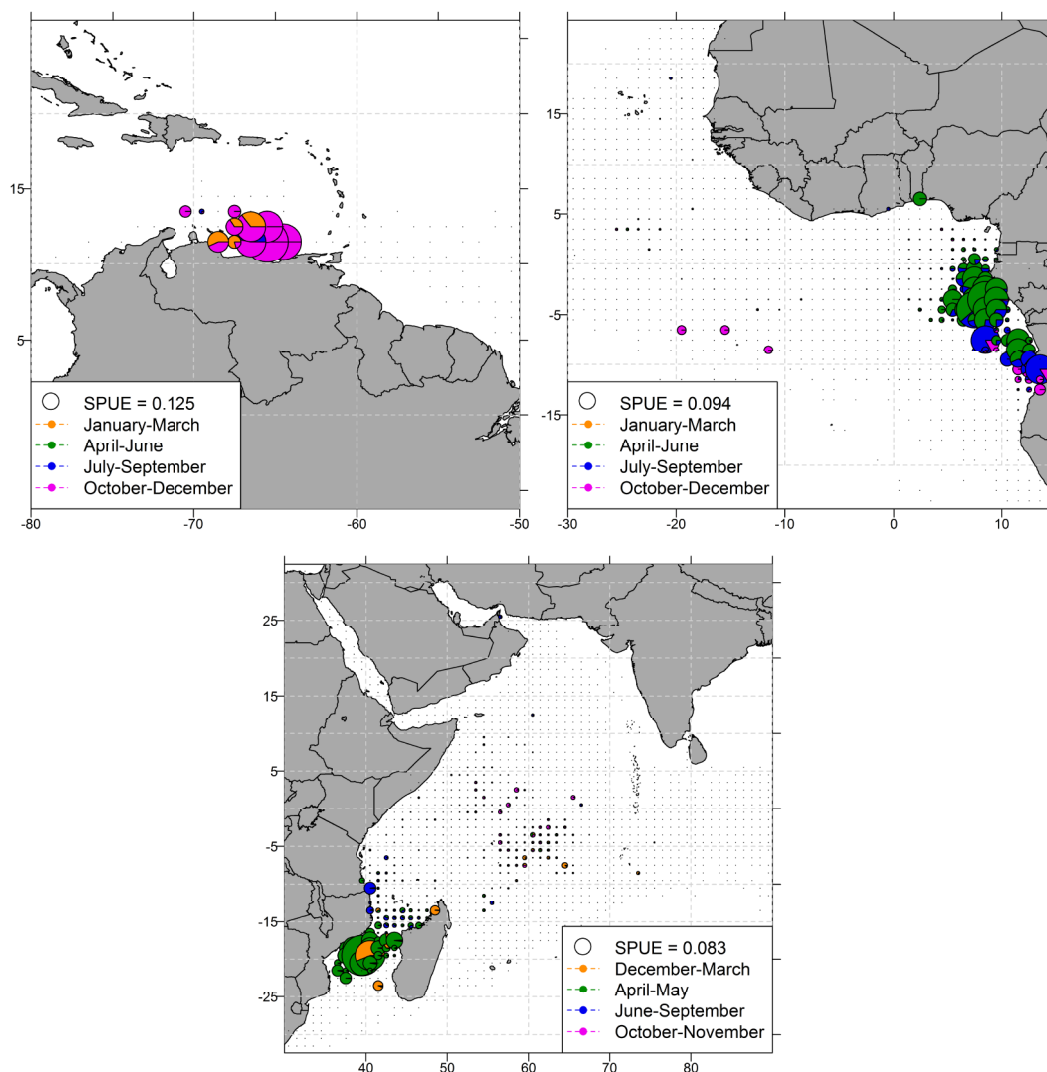 15
5
SPUE = 0.125
January-March
April-June
July-September
October-December
-80
-70
-60
-50
15
5
-5
-15
SPUE = 0.094
January-March
April-June
July-September
October-December
-30
-20
-10
0
10
25
15
5
-5
-15
-25
SPUE = 0.083
December-March
April-May
June-September
October-November
40
50
60
70
80